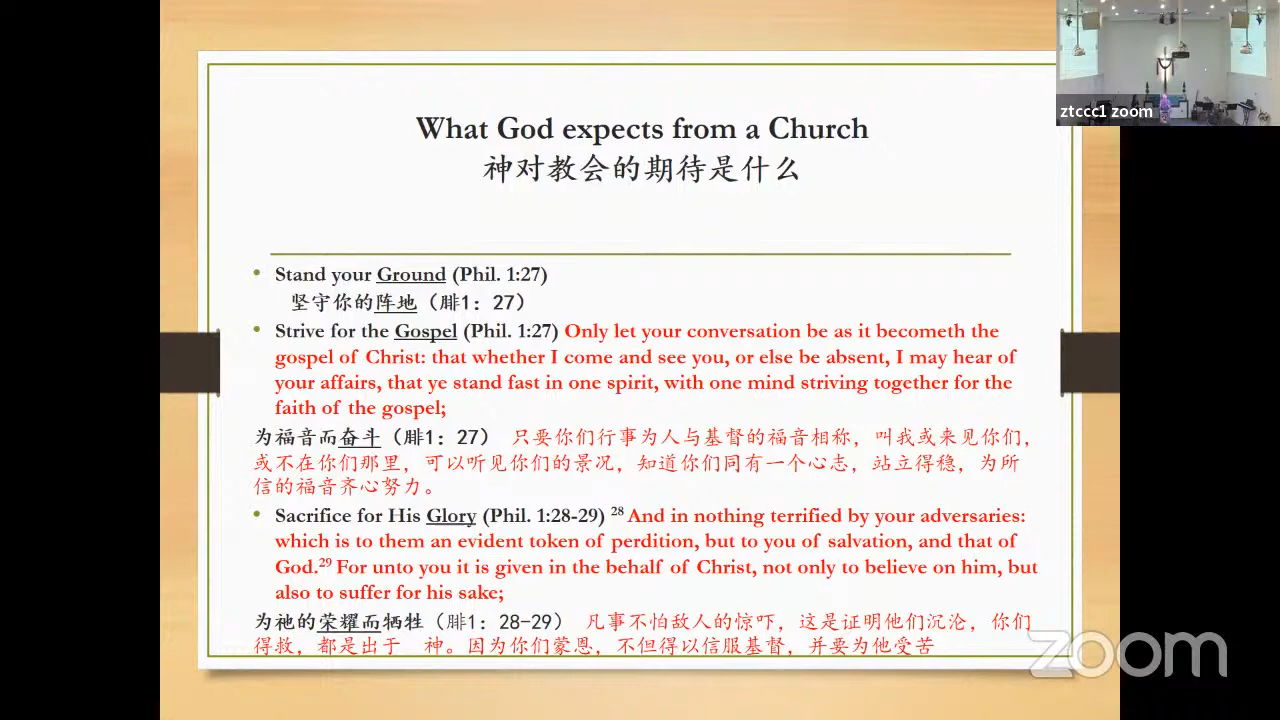 ztccc1 zoom
What God expects from a Church
神对教会的期待是什么
• Stand your Ground (Phil. 1:27)
坚守你的阵地（腓1：27）
• Strive for the Gospel (Phil. 1:27) Only let your conversation be as it becometh the
gospel of Christ: that whether I come and see you, or else be absent, I may hear of
your affairs, that ye stand fast in one spirit, with one mind striving together for the
faith of the gospel;
为福音而奋斗（腓1：27） 只要你们行事为人与基督的福音相称，叫我或来见你们，
或不在你们那里，可以听见你们的景况，知道你们同有一个心志，站立得稳，为所
信的福音齐心努力。
• Sacrifice for His Glory (Phil. 1:28-29) 28 And in nothing terrified by your adversaries:
which is to them an evident token of perdition, but to you of salvation, and that of
God.29 For unto you it is given in the behalf of Christ, not only to believe on him, but
also to suffer for his sake;
为祂的荣耀而牺牲（腓1：28-29） 凡事不怕敌人的惊吓，这是证明他们沉沦，你们
得救，都是出于 神。因为你们蒙恩，不但得以信服基督，并要为他受苦
zoom